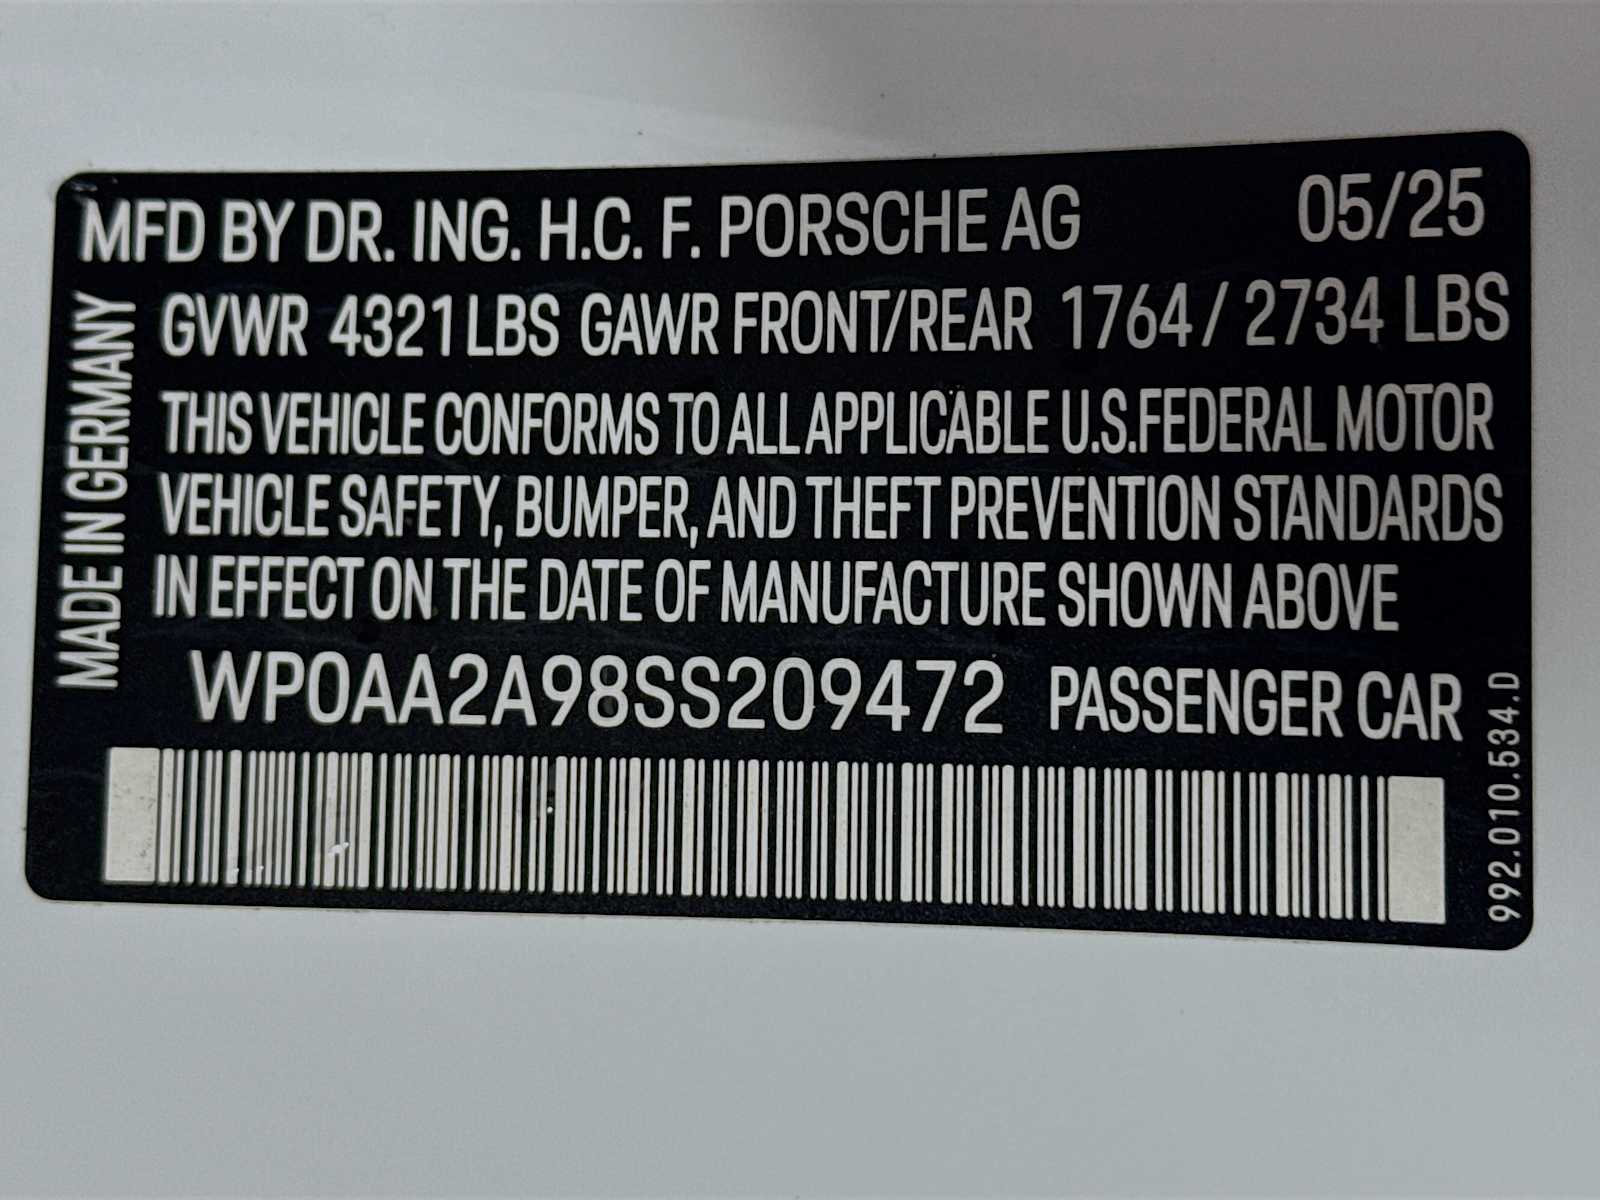 MFD BY DR. ING. H.C. F. PORSCHE AG 05/25
GVWR 4321 LBS GAWR FRONT/REAR 1764 / 2734 LBS
THIS VEHICLE CONFORMS TO ALL APPLICABLE U.S.FEDERAL MOTOR
VEHICLE SAFETY, BUMPER, AND THEFT PREVENTION STANDARDS
IN EFFECT ON THE DATE OF MANUFACTURE SHOWN ABOVE
WP0AA2A98SS209472 PASSENGER CAR
MADE IN GERMANY
992.010.534.D